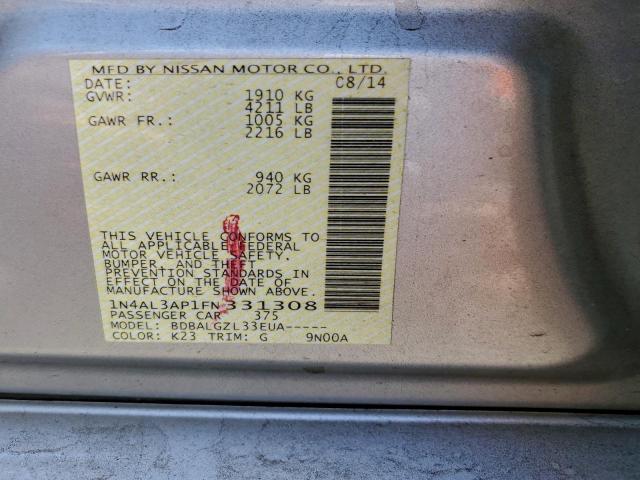 MFD BY NISSAN MOTOR CO., LTD.
DATE: 08/14
GVWR: 1910 KG
4211 LB
GAWR FR.: 1005 KG
2216 LB
GAWR RR.: 940 KG
2072 LB
THIS VEHICLE CONFORMS TO
ALL APPLICABLE FEDERAL
MOTOR VEHICLE SAFETY.
BUMPER, AND THEFT
PREVENTION STANDARDS IN
EFFECT ON THE DATE OF
MANUFACTURE SHOWN ABOVE.
1N4AL3AP1FN331308
PASSENGER CAR 375
MODEL: BDBALGZL33EUA-----
COLOR: K23 TRIM: G 9N00A